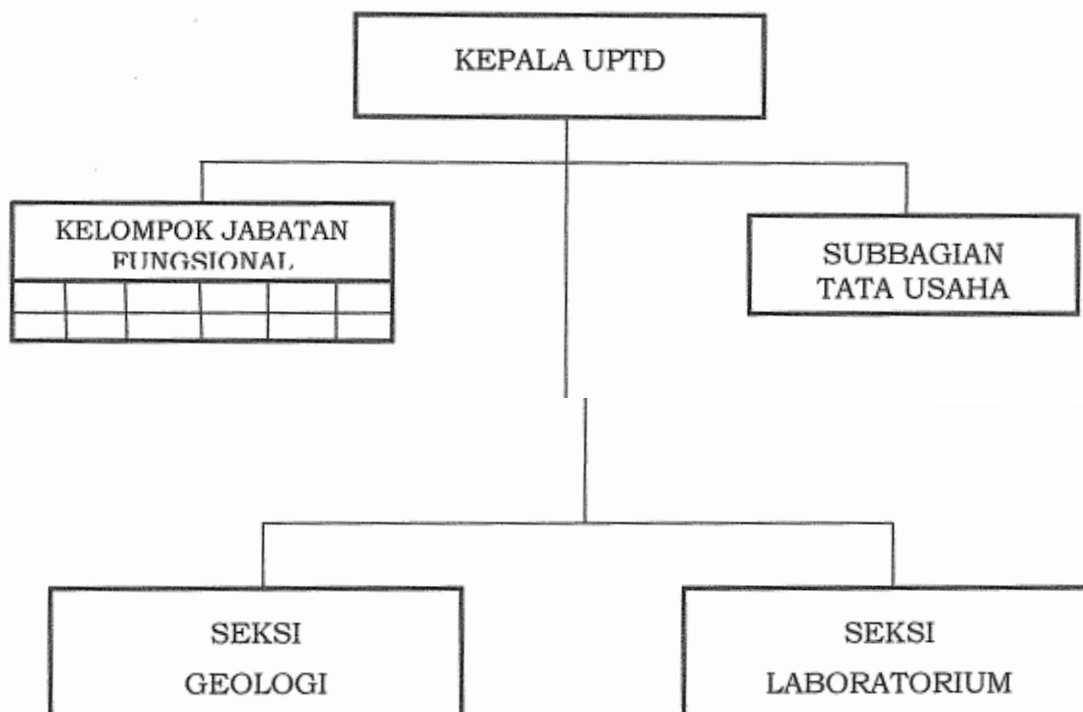 KEPALA UPTD
KELOMPOK JABATAN
FUNGSIONAL
SUBBAGIAN
TATA USAHA
SEKSI
GEOLOGI
SEKSI
LABORATORIUM